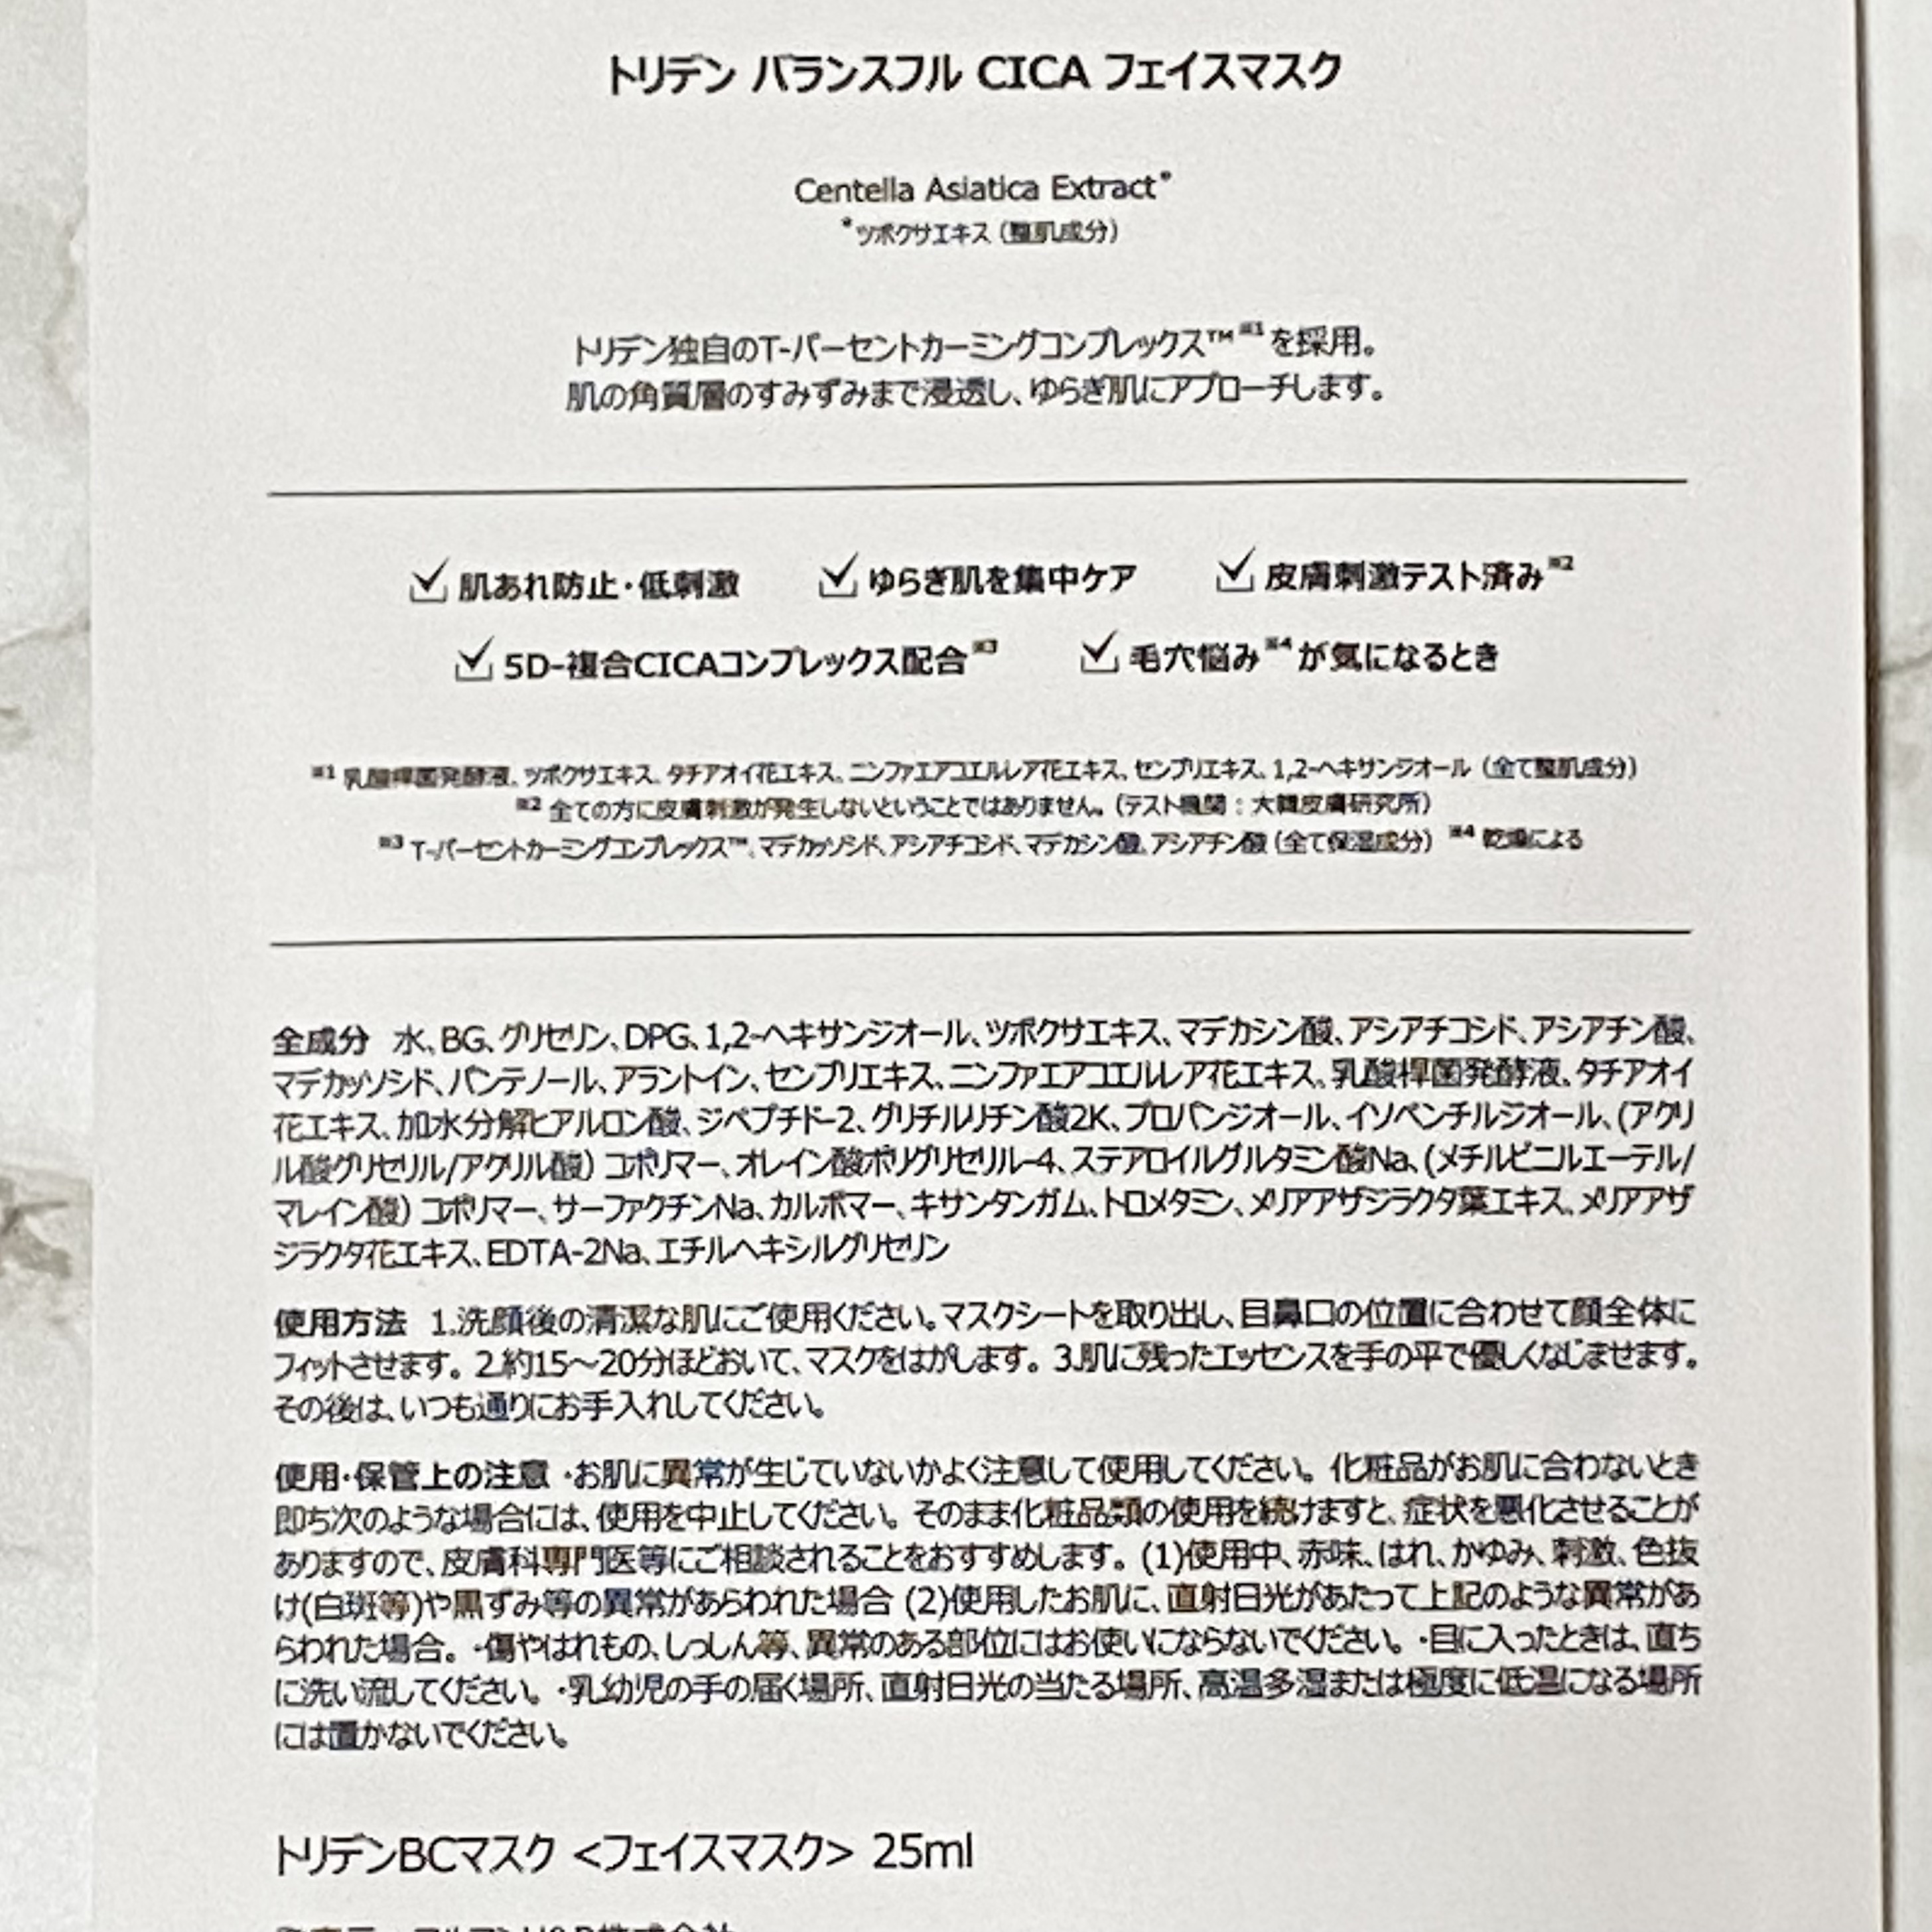 トリデン バランスフル CICA フェイスマスク
Centella Asiatica Extract*
*ツボクサエキス（整肌成分）
トリデン独自のT-パーセントカーミングコンプレックス™※1を採用。
肌の角質層のすみずみまで浸透し、ゆらぎ肌にアプローチします。
肌あれ防止・低刺激 ゆらぎ肌を集中ケア 皮膚刺激テスト済み※2
5D-複合CICAコンプレックス配合※3 毛穴悩み※4が気になるとき
※1 乳酸桿菌発酵液、ツボクサエキス、タチアオイ花エキス、ニンファエアコエルレア花エキス、センブリエキス、1,2-ヘキサンジオール（全て整肌成分）
※2 全ての方に皮膚刺激が発生しないということではありません。（テスト機関：大韓皮膚研究所）
※3 T-パーセントカーミングコンプレックス™、マデカッソシド、アシアチコシド、マデカシン酸、アシアチン酸（全て保湿成分） ※4 乾燥による
全成分 水、BG、グリセリン、DPG、1,2-ヘキサンジオール、ツボクサエキス、マデカシン酸、アシアチコシド、アシアチン酸、
マデカッソシド、パンテノール、アラントイン、センブリエキス、ニンファエアコエルレア花エキス、乳酸桿菌発酵液、タチアオイ
花エキス、加水分解ヒアルロン酸、ジペプチド-2、グリチルリチン酸2K、プロパンジオール、イソペンチルジオール、（アクリ
ル酸グリセリル/アクリル酸）コポリマー、オレイン酸ポリグリセリル-4、ステアロイルグルタミン酸Na、（メチルビニルエーテル/
マレイン酸）コポリマー、サーファクチンNa、カルボマー、キサンタンガム、トロメタミン、メリアアザジラクタ葉エキス、メリアアザ
ジラクタ花エキス、EDTA-2Na、エチルヘキシルグリセリン
使用方法 1.洗顔後の清潔な肌にご使用ください。マスクシートを取り出し、目鼻口の位置に合わせて顔全体に
フィットさせます。2.約15～20分ほどおいて、マスクをはがします。3.肌に残ったエッセンスを手の平で優しくなじませます。
その後は、いつも通りにお手入れしてください。
使用・保管上の注意 ・お肌に異常が生じていないかよく注意して使用してください。化粧品がお肌に合わないとき
即ち次のような場合には、使用を中止してください。そのまま化粧品類の使用を続けますと、症状を悪化させることが
ありますので、皮膚科専門医等にご相談されることをおすすめします。(1)使用中、赤味、はれ、かゆみ、刺激、色抜
け(白斑等)や黒ずみ等の異常があらわれた場合 (2)使用したお肌に、直射日光があたって上記のような異常があ
らわれた場合。・傷やはれもの、しっしん等、異常のある部位にはお使いにならないでください。・目に入ったときは、直ち
に洗い流してください。・乳幼児の手の届く場所、直射日光の当たる場所、高温多湿または極度に低温になる場所
には置かないでください。
トリデンBCマスク <フェイスマスク> 25ml